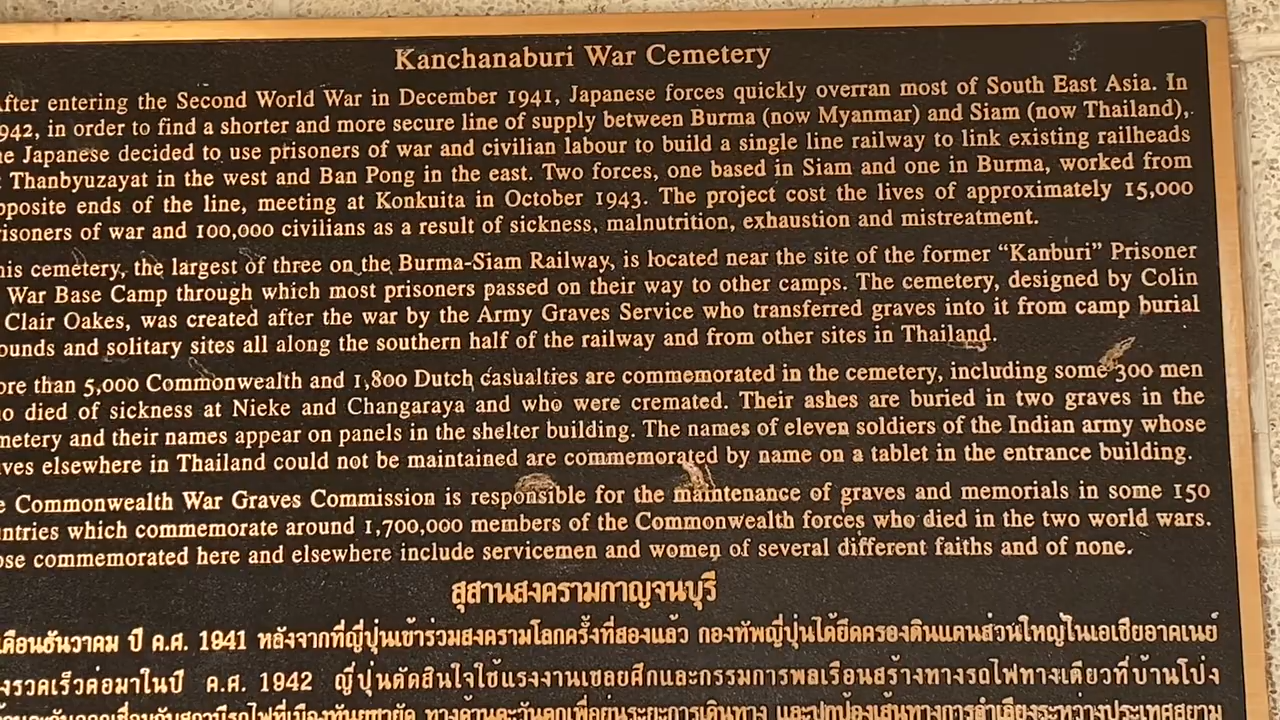 Kanchanaburi War Cemetery
After entering the Second World War in December 1941, Japanese forces quickly overran most of South East Asia. In
942, in order to find a shorter and more secure line of supply between Burma (now Myanmar) and Siam (now Thailand),
he Japanese decided to use prisoners of war and civilian labour to build a single line railway to link existing railheads
t Thanbyuzayat in the west and Ban Pong in the east. Two forces, one based in Siam and one in Burma, worked from
pposite ends of the line, meeting at Konkuita in October 1943. The project cost the lives of approximately 15,000
risoners of war and 100,000 civilians as a result of sickness, malnutrition, exhaustion and mistreatment.
his cemetery, the largest of three on the Burma-Siam Railway, is located near the site of the former “Kanburi” Prisoner
War Base Camp through which most prisoners passed on their way to other camps. The cemetery, designed by Colin
Clair Oakes, was created after the war by the Army Graves Service who transferred graves into it from camp burial
ounds and solitary sites all along the southern half of the railway and from other sites in Thailand.
ore than 5,000 Commonwealth and 1,800 Dutch casualties are commemorated in the cemetery, including some 300 men
o died of sickness at Nieke and Changaraya and who were cremated. Their ashes are buried in two graves in the
metery and their names appear on panels in the shelter building. The names of eleven soldiers of the Indian army whose
ves elsewhere in Thailand could not be maintained are commemorated by name on a tablet in the entrance building.
e Commonwealth War Graves Commission is responsible for the maintenance of graves and memorials in some 150
ntries which commemorate around 1,700,000 members of the Commonwealth forces who died in the two world wars.
ose commemorated here and elsewhere include servicemen and women of several different faiths and of none.
สุสานสงครามกาญจนบุรี
เดือนธันวาคม ปี ค.ศ. 1941 หลังจากที่ญี่ปุ่นเข้าร่วมสงครามโลกครั้งที่สองแล้ว กองทัพญี่ปุ่นได้ยึดครองดินแดนส่วนใหญ่ในเอเชียอาคเนย์
งรวดเร็วต่อมาในปี ค.ศ. 1942 ญี่ปุ่นตัดสินใจใช้แรงงานเชลยศึกและกรรมการพลเรือนสร้างทางรถไฟทางเดียวที่บ้านโป่ง